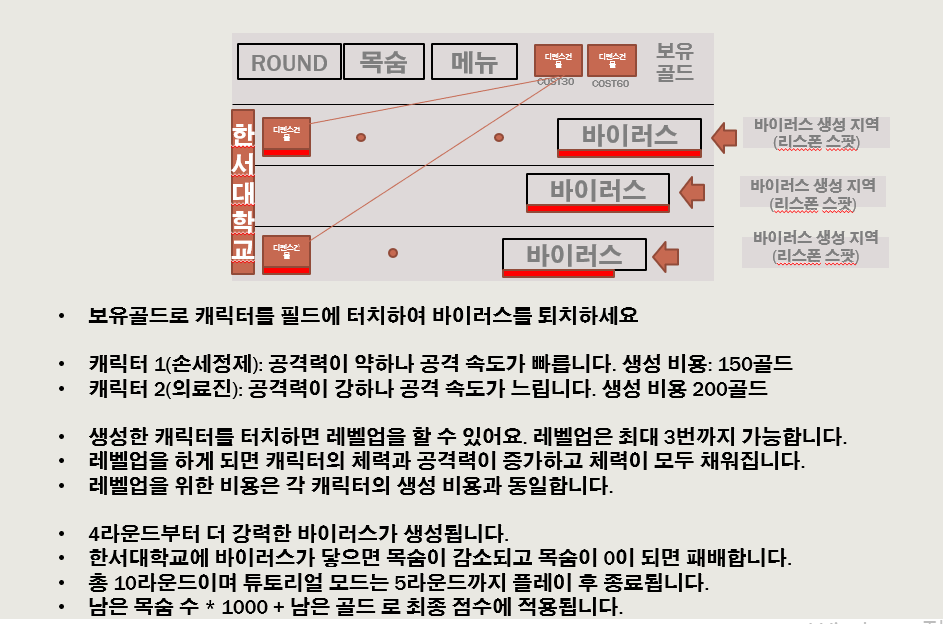 ROUND
목숨
메뉴
디펜스건
물
디펜스건
물
보유
골드
COST30
COST60
한
서
대
학
교
디펜스건
물
바이러스
바이러스 생성 지역
(리스폰 스팟)
바이러스
바이러스 생성 지역
(리스폰 스팟)
디펜스건
물
바이러스
바이러스 생성 지역
(리스폰 스팟)
• 보유골드로 캐릭터를 필드에 터치하여 바이러스를 퇴치하세요
• 캐릭터 1(손세정제): 공격력이 약하나 공격 속도가 빠릅니다. 생성 비용: 150골드
• 캐릭터 2(의료진): 공격력이 강하나 공격 속도가 느립니다. 생성 비용 200골드
• 생성한 캐릭터를 터치하면 레벨업을 할 수 있어요. 레벨업은 최대 3번까지 가능합니다.
• 레벨업을 하게 되면 캐릭터의 체력과 공격력이 증가하고 체력이 모두 채워집니다.
• 레벨업을 위한 비용은 각 캐릭터의 생성 비용과 동일합니다.
• 4라운드부터 더 강력한 바이러스가 생성됩니다.
• 한서대학교에 바이러스가 닿으면 목숨이 감소되고 목숨이 0이 되면 패배합니다.
• 총 10라운드이며 튜토리얼 모드는 5라운드까지 플레이 후 종료됩니다.
• 남은 목숨 수 * 1000 + 남은 골드 로 최종 점수에 적용됩니다.